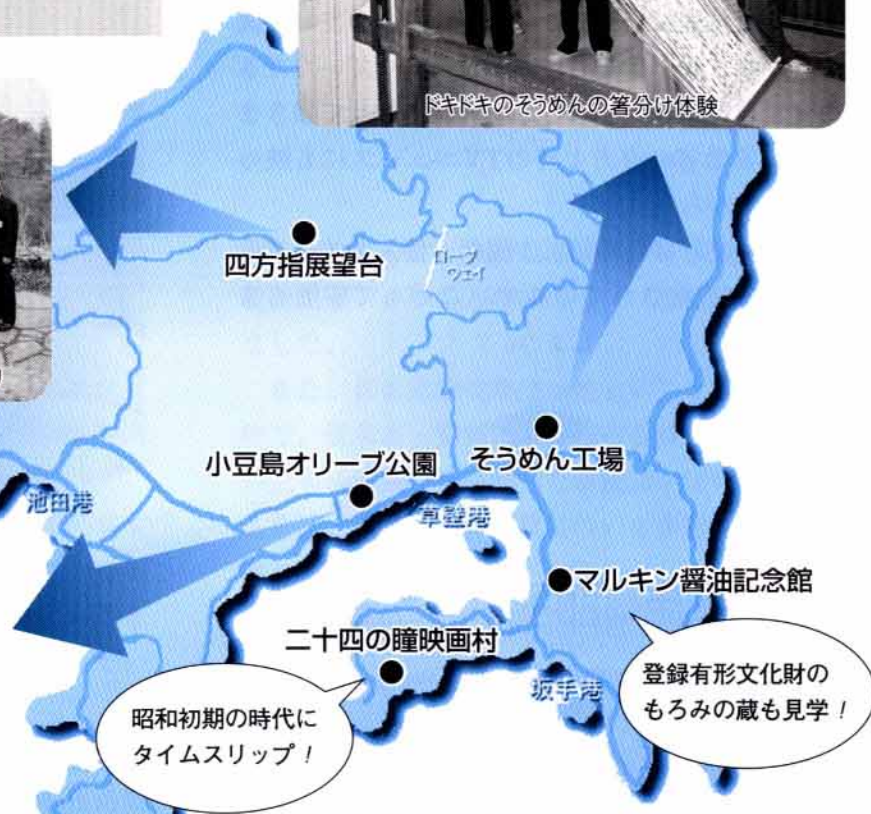 ドキドキのそうめんの箸分け体験
四方指展望台
ロープ
ウェイ
小豆島オリーブ公園
そうめん工場
池田港
草壁港
マルキン醤油記念館
二十四の瞳映画村
坂手港
登録有形文化財の
もろみの蔵も見学！
昭和初期の時代に
タイムスリップ！